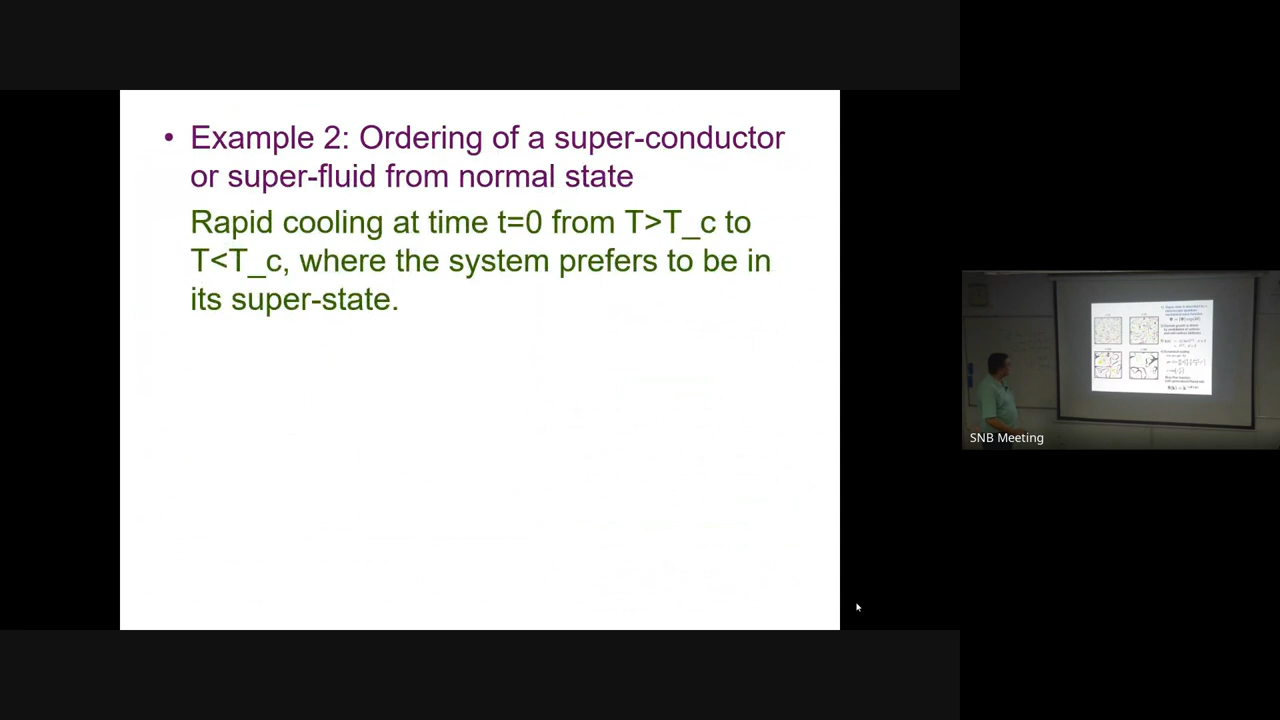 • Example 2: Ordering of a super-conductor
or super-fluid from normal state
Rapid cooling at time t=0 from T>T_c to
T<T_c, where the system prefers to be in
its super-state.
SNB Meeting